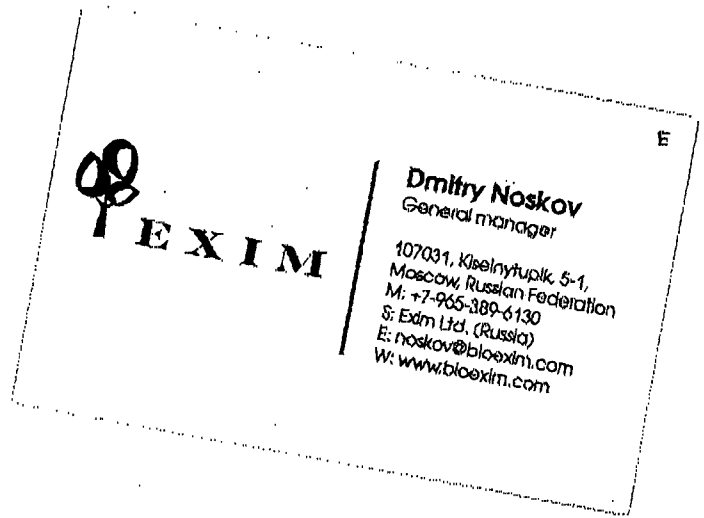 E
EXIM
Dmitry Noskov
General manager
107031, Kiselnytupik, 5-1,
Moscow, Russian Federation
M: +7-965-389-6130
S: Exim Ltd. (Russia)
E: noskov@bioexim.com
W: www.bioexim.com